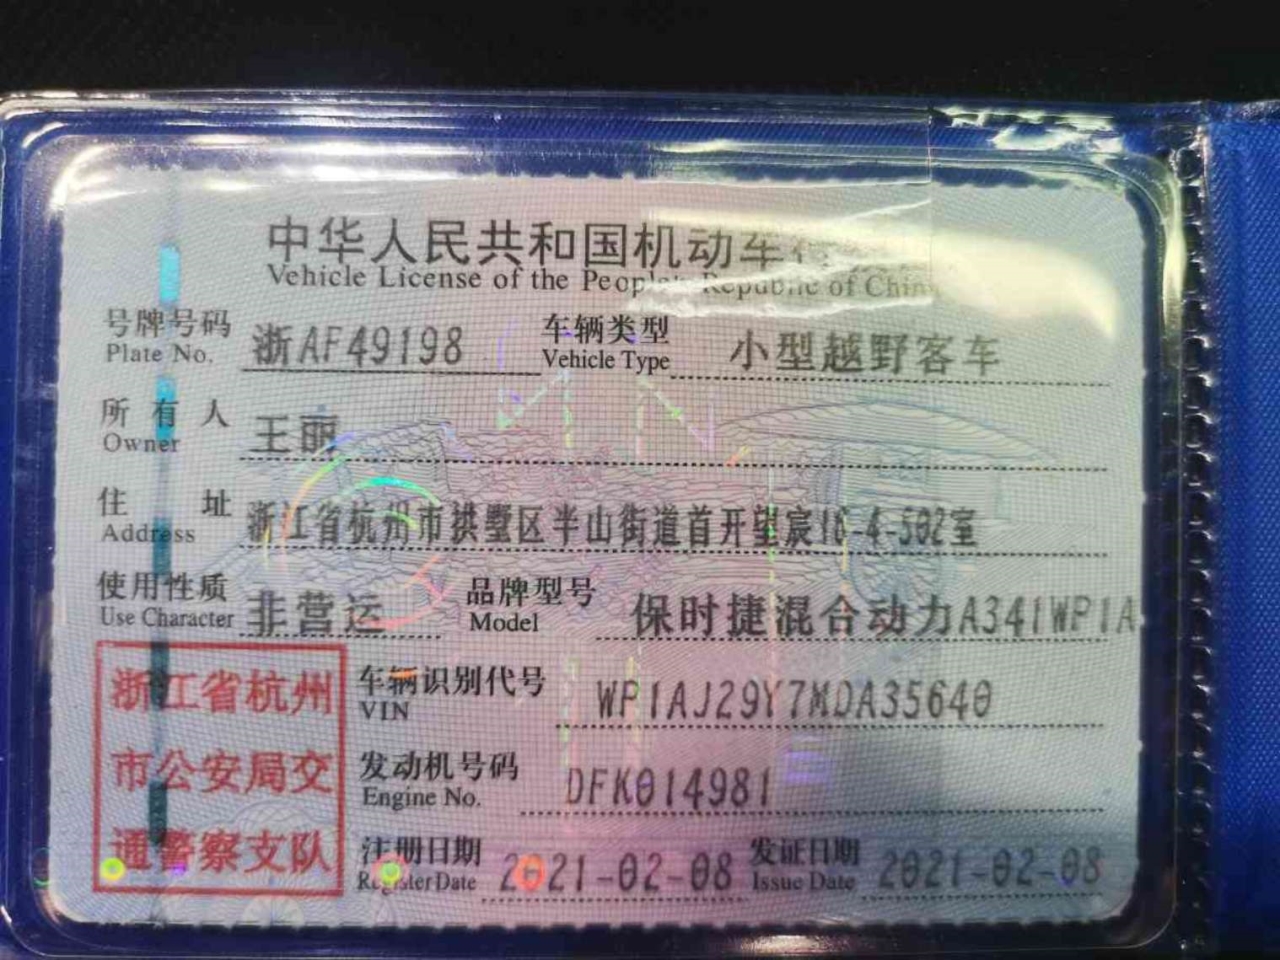 中华人民共和国机动车行
Vehicle License of the People's Republic of China
号牌号码 浙AF49198 车辆类型 小型越野客车
Plate No. Vehicle Type
所有人 王丽
Owner
住址 浙江省杭州市拱墅区半山街道首开望宸16-4-502室
Address
使用性质 非营运 品牌型号 保时捷混合动力A341WP1A
Use Character Model
浙江省杭州
市公安局交
通警察支队
车辆识别代号 WP1AJ29Y7MDA35640
VIN
发动机号码 DFK014981
Engine No.
注册日期 2021-02-08 发证日期 2021-02-08
Register Date Issue Date